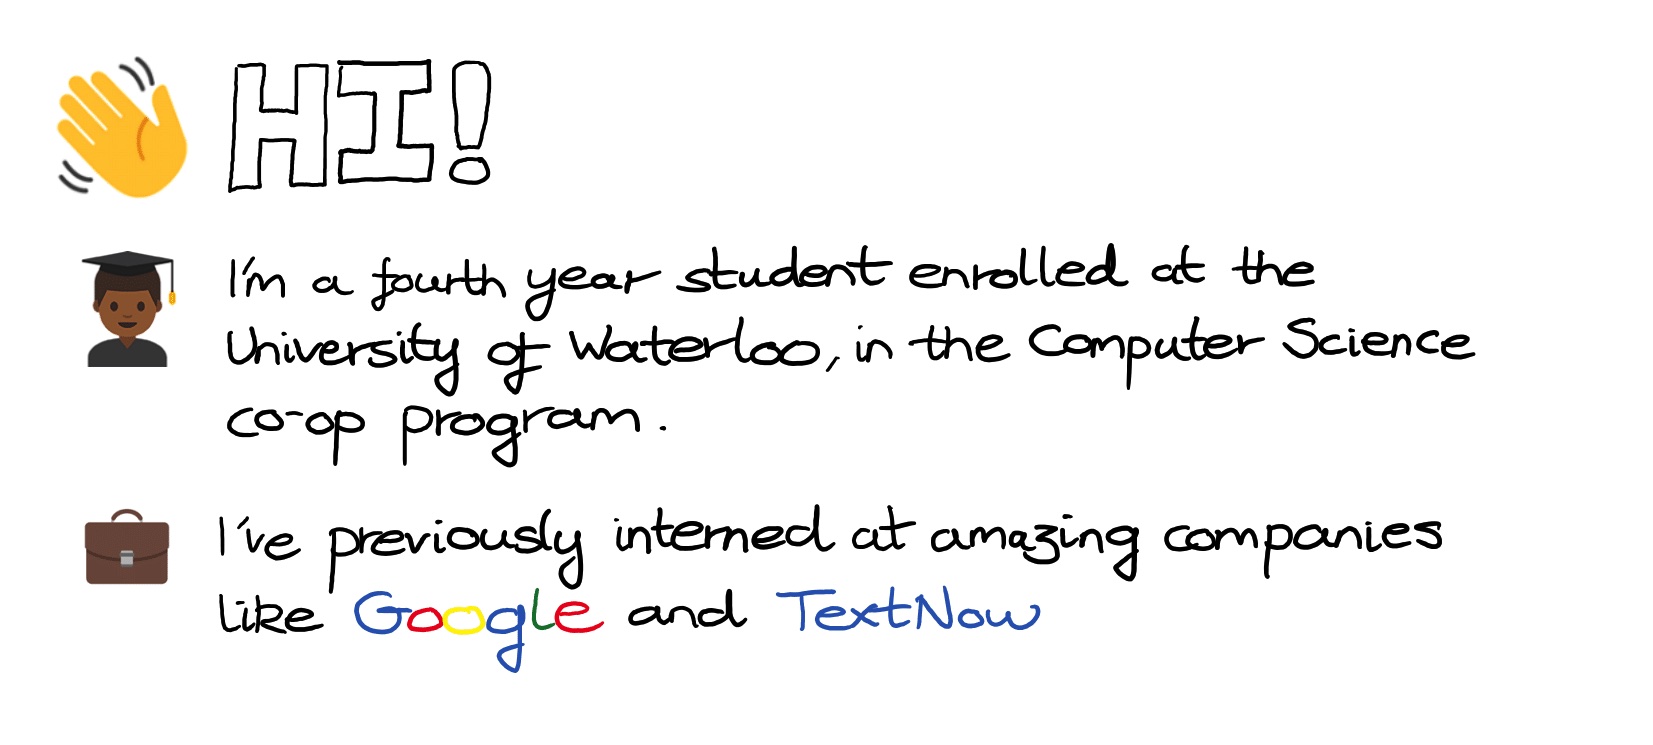 HI!
I'm a fourth year student enrolled at the
University of Waterloo, in the Computer Science
co-op program.
I've previously interned at amazing companies
like Google and TextNow